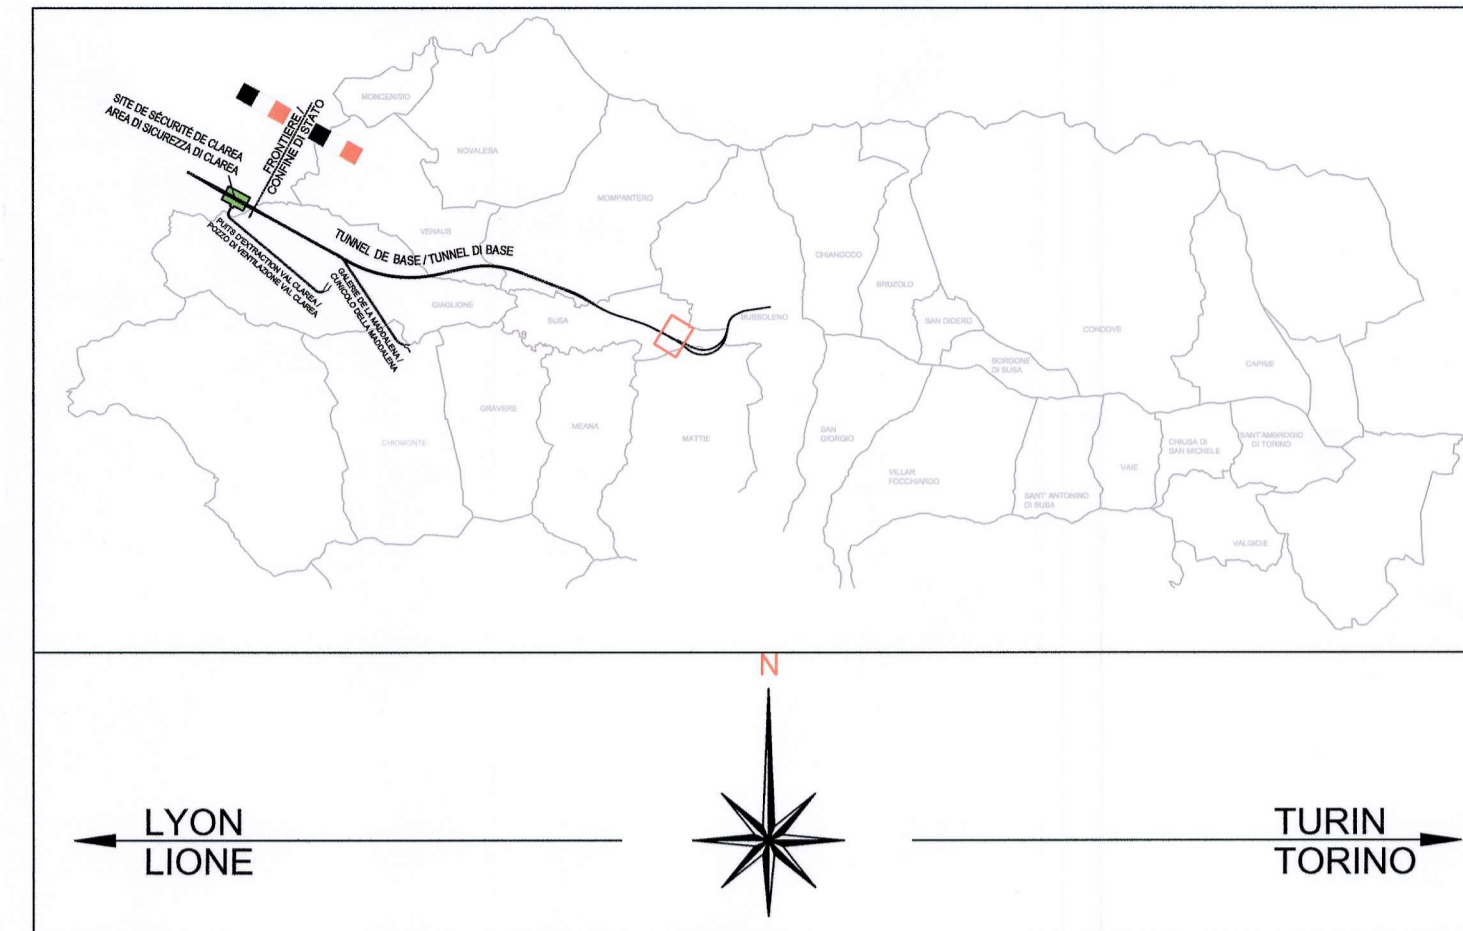 SITE DE SÉCURITÉ DE CLAREA
AREA DI SICUREZZA DI CLAREA
FRONTIERE /
CONFINE DI STATO
MONCENISIO
NOVALESA
MOMPANTERO
VENAUS
PUITS D'EXTRACTION VAL CLAREA /
POZZO DI VENTILAZIONE VAL CLAREA
TUNNEL DE BASE/TUNNEL DI BASE
GALERIE DE LA MADDALENA /
CUNICOLO DELLA MADDALENA
GIAGLIONE
SUSA
BUSSOLENO
CHIANOCCO
BRUZOLO
SAN DIDERO
BORGONE
DI SUSA
CONDOVE
CAPRIE
CHIOMONTE
GRAVERE
MEANA
MATTIE
SAN
GIORGIO
VILLAR
FOCCHIARDO
SANT' ANTONINO
DI SUSA
VAIE
CHIUSA DI
SAN MICHELE
SANT'AMBROGIO
DI TORINO
VALGIOIE
N
LYON
LIONE
TURIN
TORINO